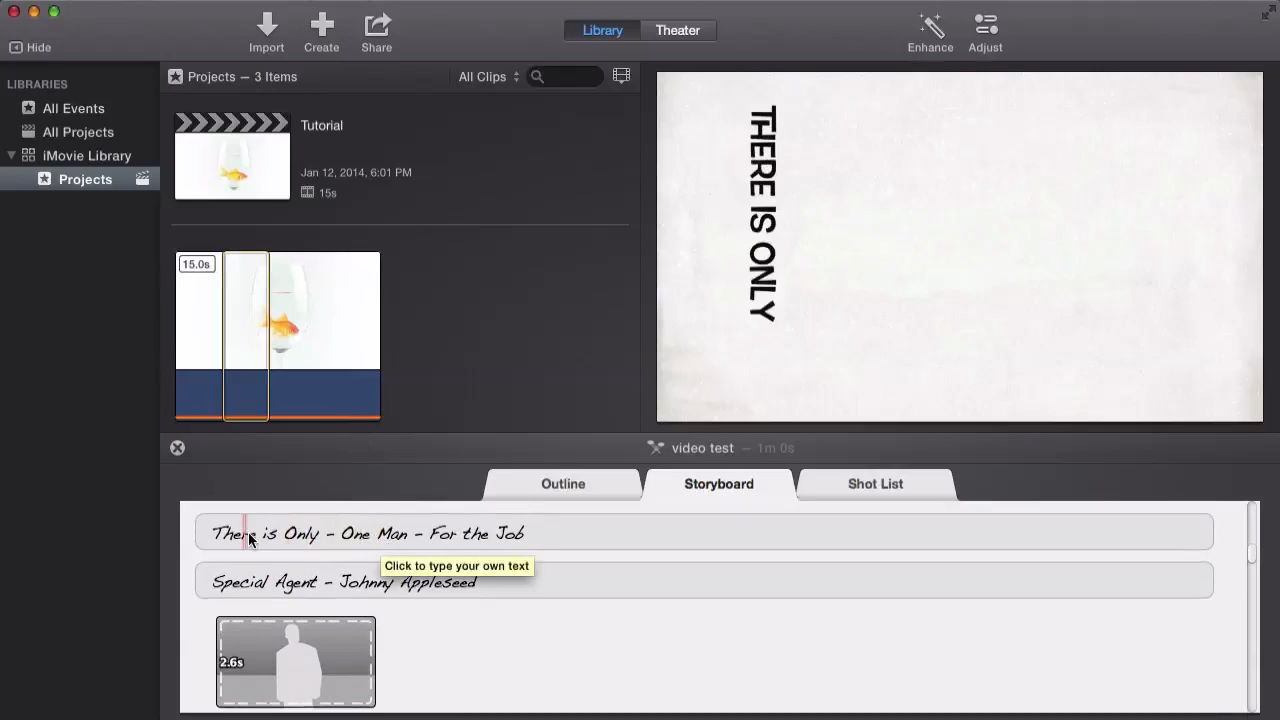 Import
Create
Share
Library
Theater
Enhance
Adjust
Hide
LIBRARIES
All Events
All Projects
iMovie Library
Projects
Projects — 3 Items
All Clips
Tutorial
Jan 12, 2014, 6:01 PM
15s
15.0s
THERE IS ONLY
video test — 1m 0s
Outline
Storyboard
Shot List
There is Only - One Man - For the Job
Click to type your own text
Special Agent - Johnny Appleseed
2.6s